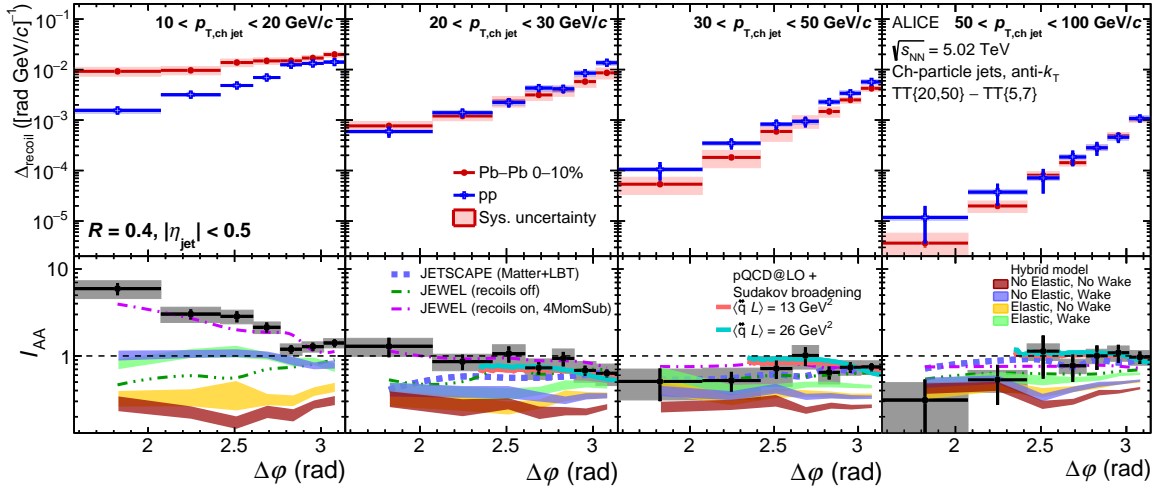 10 < p_T,ch jet < 20 GeV/c
20 < p_T,ch jet < 30 GeV/c
30 < p_T,ch jet < 50 GeV/c
50 < p_T,ch jet < 100 GeV/c
Δ_recoil ([rad GeV/c]⁻¹)
10⁻¹
10⁻²
10⁻³
10⁻⁴
10⁻⁵
R = 0.4, |η_jet| < 0.5
Pb–Pb 0–10%
pp
Sys. uncertainty
ALICE
√s_NN = 5.02 TeV
Ch-particle jets, anti-k_T
TT{20,50} – TT{5,7}
I_AA
10
1
JETSCAPE (Matter+LBT)
JEWEL (recoils off)
JEWEL (recoils on, 4MomSub)
pQCD@LO +
Sudakov broadening
⟨q̂ L⟩ = 13 GeV²
⟨q̂ L⟩ = 26 GeV²
Hybrid model
No Elastic, No Wake
No Elastic, Wake
Elastic, No Wake
Elastic, Wake
2 2.5 3
2 2.5 3
2 2.5 3
2 2.5 3
Δφ (rad)
Δφ (rad)
Δφ (rad)
Δφ (rad)